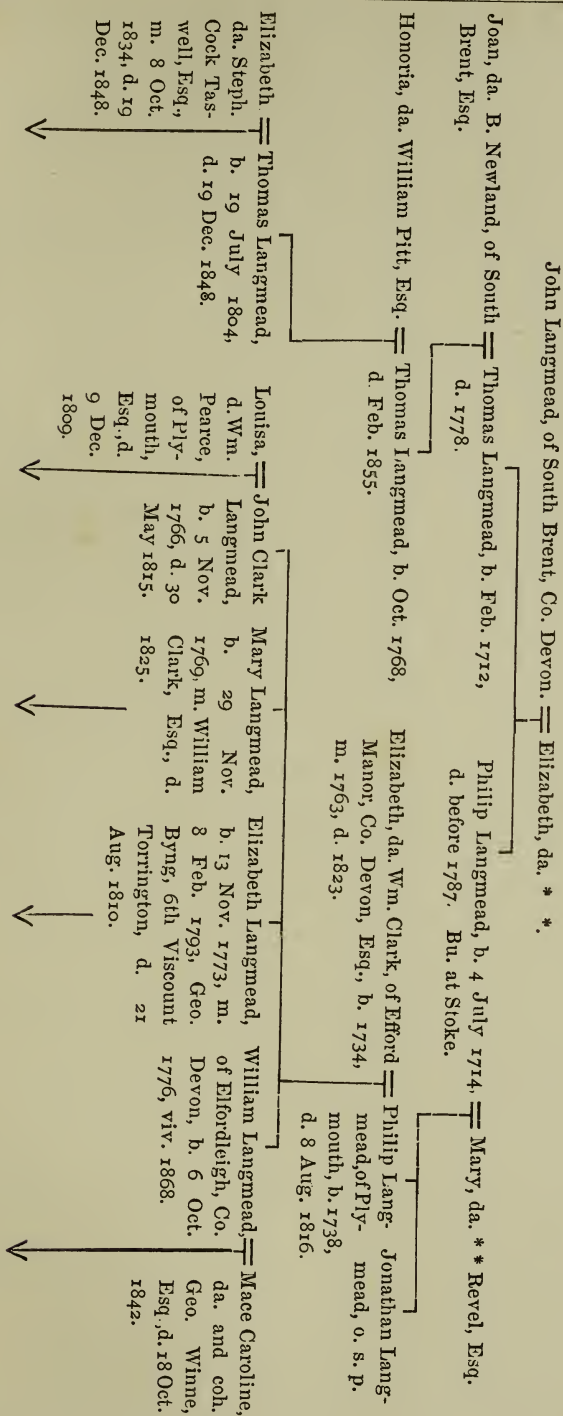 John Langmead, of South Brent, Co. Devon. = Elizabeth, da. * *.
Joan, da. B. Newland, of South
Brent, Esq.
= Thomas Langmead, b. Feb. 1712,
d. 1778.
Philip Langmead, b. 4 July 1714,
d. before 1787. Bu. at Stoke.
= Mary, da. * * Revel, Esq.
Honoria, da. William Pitt, Esq. = Thomas Langmead, b. Oct. 1768,
d. Feb. 1855.
Elizabeth, da. Wm. Clark, of Efford
Manor, Co. Devon, Esq., b. 1734,
m. 1763, d. 1823.
= Philip Lang-
mead, of Ply-
mouth, b. 1738,
d. 8 Aug. 1816.
Jonathan Lang-
mead, o. s. p.
Elizabeth
da. Steph.
Cock Tas-
well, Esq.,
m. 8 Oct.
1834, d. 19
Dec. 1848.
= Thomas Langmead,
b. 19 July 1804,
d. 19 Dec. 1848.
Louisa,
d. Wm.
Pearce,
of Ply-
mouth,
Esq., d.
9 Dec.
1809.
= John Clark
Langmead,
b. 5 Nov.
1766, d. 30
May 1815.
Mary Langmead,
b. 29 Nov.
1769, m. William
Clark, Esq., d.
1825.
Elizabeth Langmead,
b. 13 Nov. 1773, m.
8 Feb. 1793, Geo.
Byng, 6th Viscount
Torrington, d. 21
Aug. 1810.
William Langmead,
of Elfordleigh, Co.
Devon, b. 6 Oct.
1776, viv. 1868.
= Mace Caroline,
da. and coh.
Geo. Winne,
Esq., d. 18 Oct.
1842.